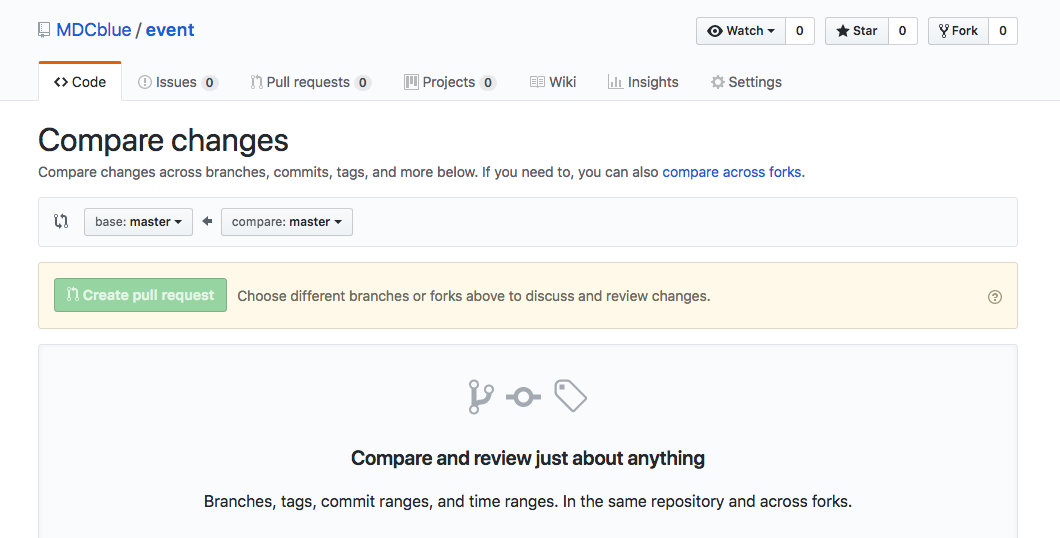 MDCblue / event Watch 0 Star 0 Fork 0
Code Issues 0 Pull requests 0 Projects 0 Wiki Insights Settings
Compare changes
Compare changes across branches, commits, tags, and more below. If you need to, you can also compare across forks.
base: master compare: master
Create pull request Choose different branches or forks above to discuss and review changes.
Compare and review just about anything
Branches, tags, commit ranges, and time ranges. In the same repository and across forks.